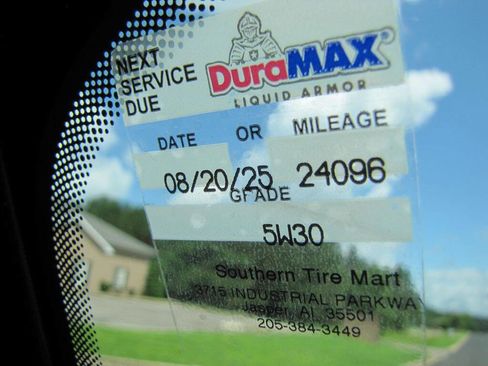 NEXT
SERVICE
DUE
DuraMAX
LIQUID ARMOR
DATE OR MILEAGE
08/20/25 24096
GRADE
5W30
Southern Tire Mart
3715 INDUSTRIAL PARKWA
Jasper, AL 35501
205-384-3449